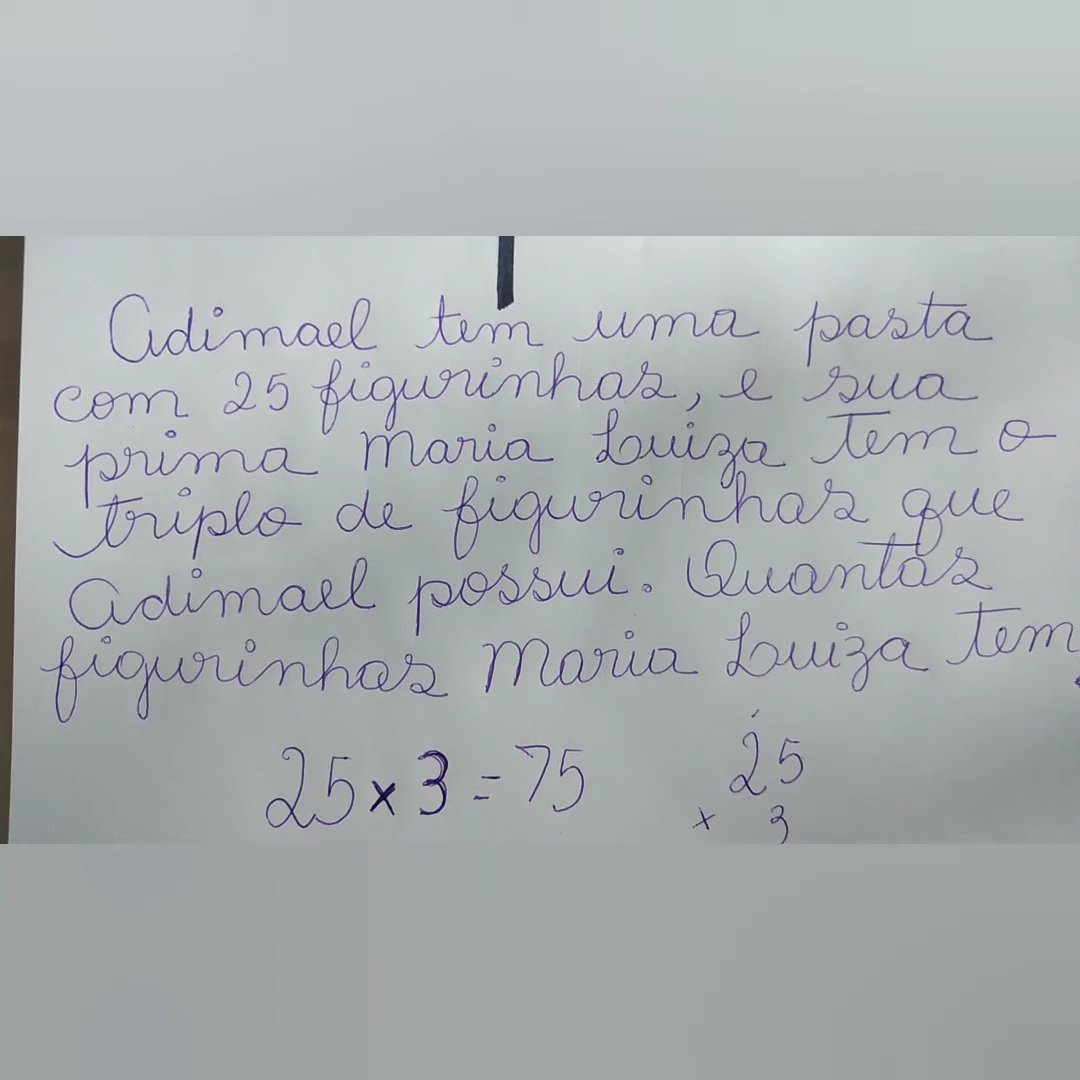 Adimael tem uma pasta
com 25 figurinhas, e sua
prima Maria Luiza tem o
triplo de figurinhas que
Adimael possui. Quantas
figurinhas Maria Luiza tem
25 x 3 = 75
1
25
x 3